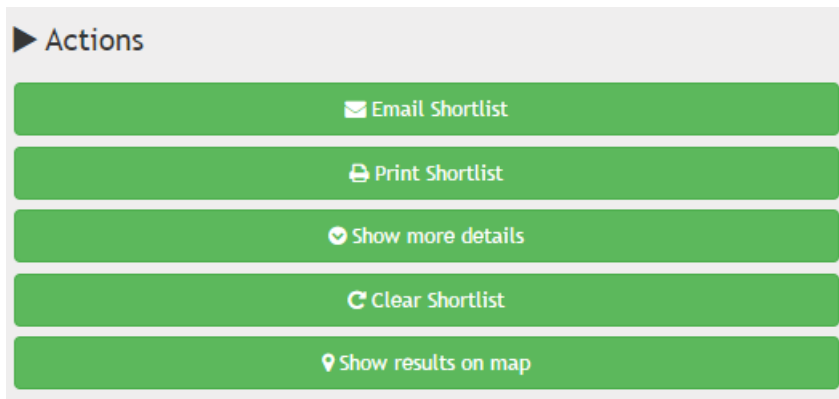 Actions
Email Shortlist
Print Shortlist
Show more details
Clear Shortlist
Show results on map